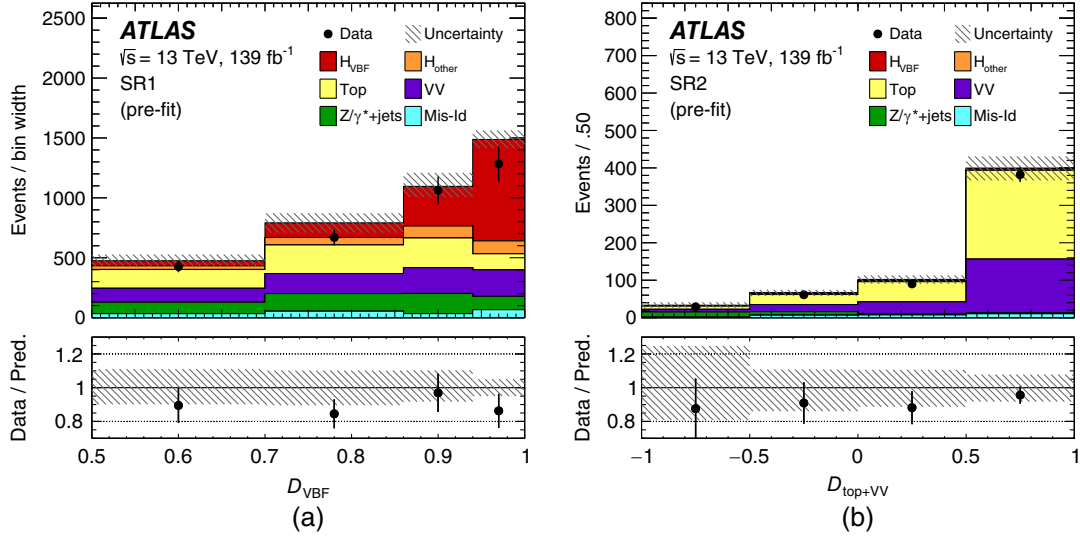 ATLAS
√s = 13 TeV, 139 fb⁻¹
SR1
(pre-fit)
Data
Uncertainty
H_VBF
H_other
Top
VV
Z/γ*+jets
Mis-Id
Events / bin width
2500
2000
1500
1000
500
0
Data / Pred.
1.2
1
0.8
0.5 0.6 0.7 0.8 0.9 1
D_VBF
(a)
ATLAS
√s = 13 TeV, 139 fb⁻¹
SR2
(pre-fit)
Data
Uncertainty
H_VBF
H_other
Top
VV
Z/γ*+jets
Mis-Id
Events / .50
800
700
600
500
400
300
200
100
0
Data / Pred.
1.2
1
0.8
−1 −0.5 0 0.5 1
D_top+VV
(b)